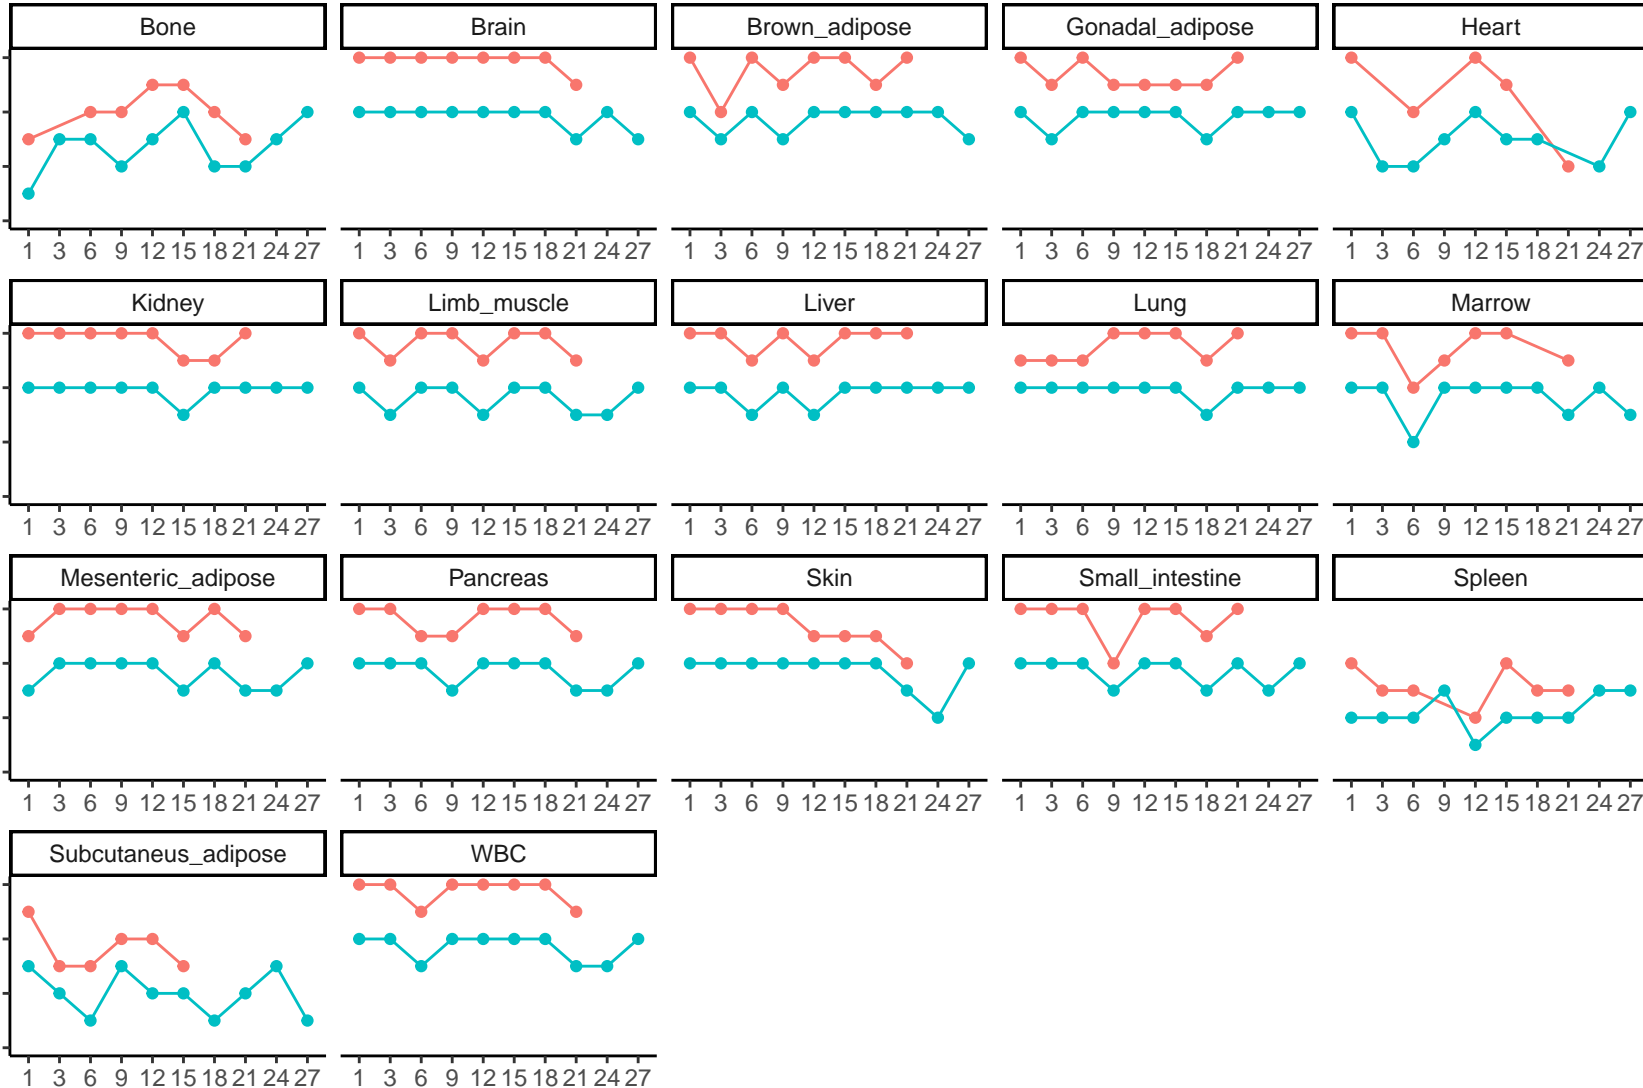 Bone Brain Brown_adipose Gonadal_adipose Heart
1 3 6 9 12 15 18 21 24 27 1 3 6 9 12 15 18 21 24 27 1 3 6 9 12 15 18 21 24 27 1 3 6 9 12 15 18 21 24 27 1 3 6 9 12 15 18 21 24 27
Kidney Limb_muscle Liver Lung Marrow
1 3 6 9 12 15 18 21 24 27 1 3 6 9 12 15 18 21 24 27 1 3 6 9 12 15 18 21 24 27 1 3 6 9 12 15 18 21 24 27 1 3 6 9 12 15 18 21 24 27
Mesenteric_adipose Pancreas Skin Small_intestine Spleen
1 3 6 9 12 15 18 21 24 27 1 3 6 9 12 15 18 21 24 27 1 3 6 9 12 15 18 21 24 27 1 3 6 9 12 15 18 21 24 27 1 3 6 9 12 15 18 21 24 27
Subcutaneus_adipose WBC
1 3 6 9 12 15 18 21 24 27 1 3 6 9 12 15 18 21 24 27